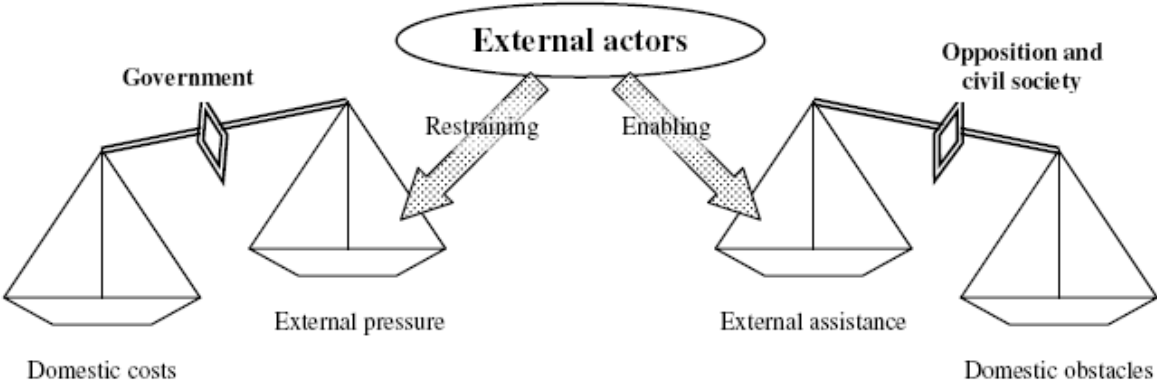 External actors
Government
Opposition and
civil society
Restraining
Enabling
External pressure
External assistance
Domestic costs
Domestic obstacles